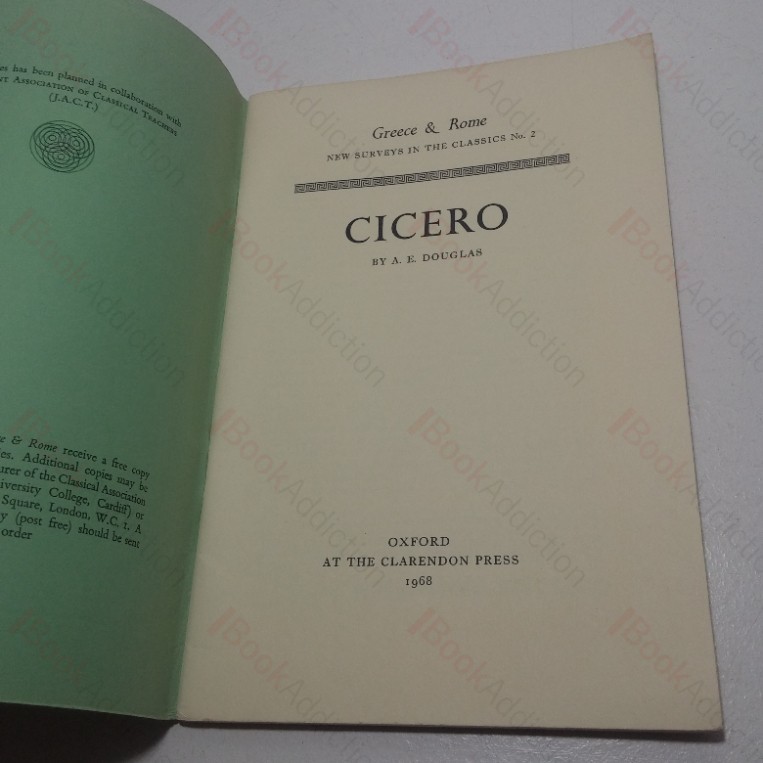 es has been planned in collaboration with
NT ASSOCIATION OF CLASSICAL TEACHERS
(J.A.C.T.)
e & Rome receive a free copy
es. Additional copies may be
urer of the Classical Association
iversity College, Cardiff) or
Square, London, W.C. 1. A
y (post free) should be sent
order
Greece & Rome
NEW SURVEYS IN THE CLASSICS No. 2
CICERO
BY A. E. DOUGLAS
OXFORD
AT THE CLARENDON PRESS
1968
BookAddiction